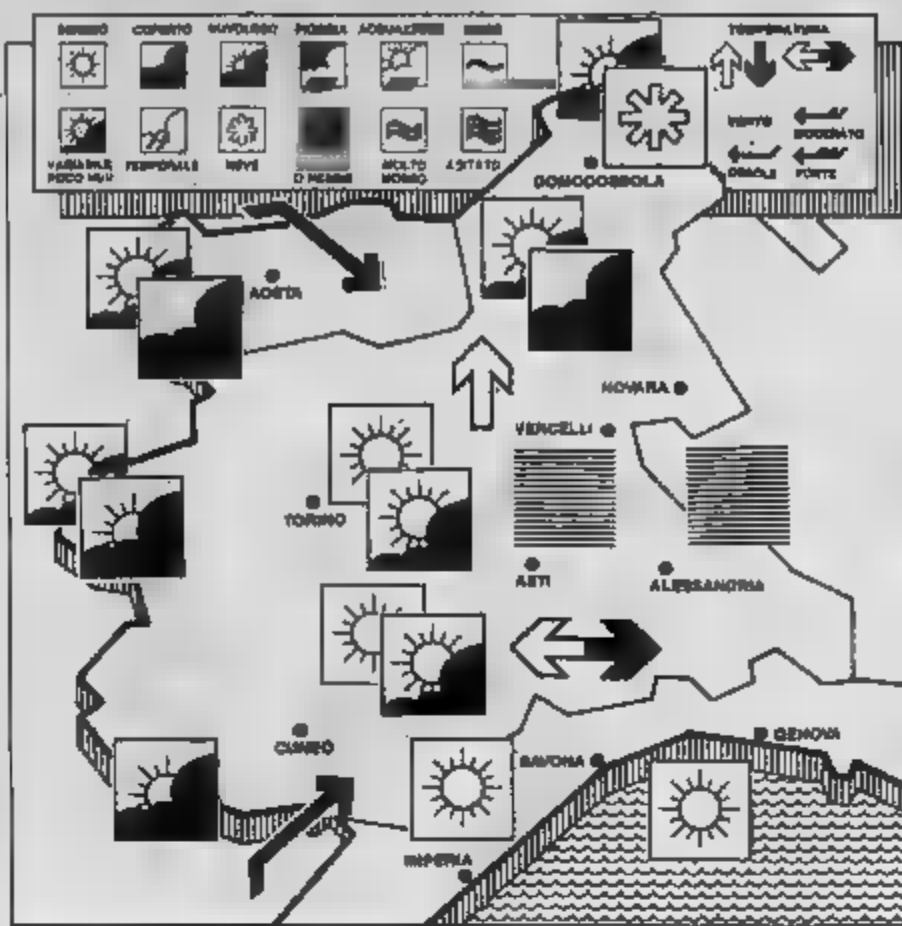 SERENO COPERTO NUVOLOSO PIOGGIA TEMPERATURA
VENTO MODERATO
VARIABILE TEMPORALE NEVE MOLTO AGITATO DEBOLE FORTE
POCO NUV. O NEBBIE MOSSO
DOMODOSSOLA
AOSTA
NOVARA
VERCELLI
TORINO
ASTI
ALESSANDRIA
CUNEO
SAVONA
GENOVA
IMPERIA